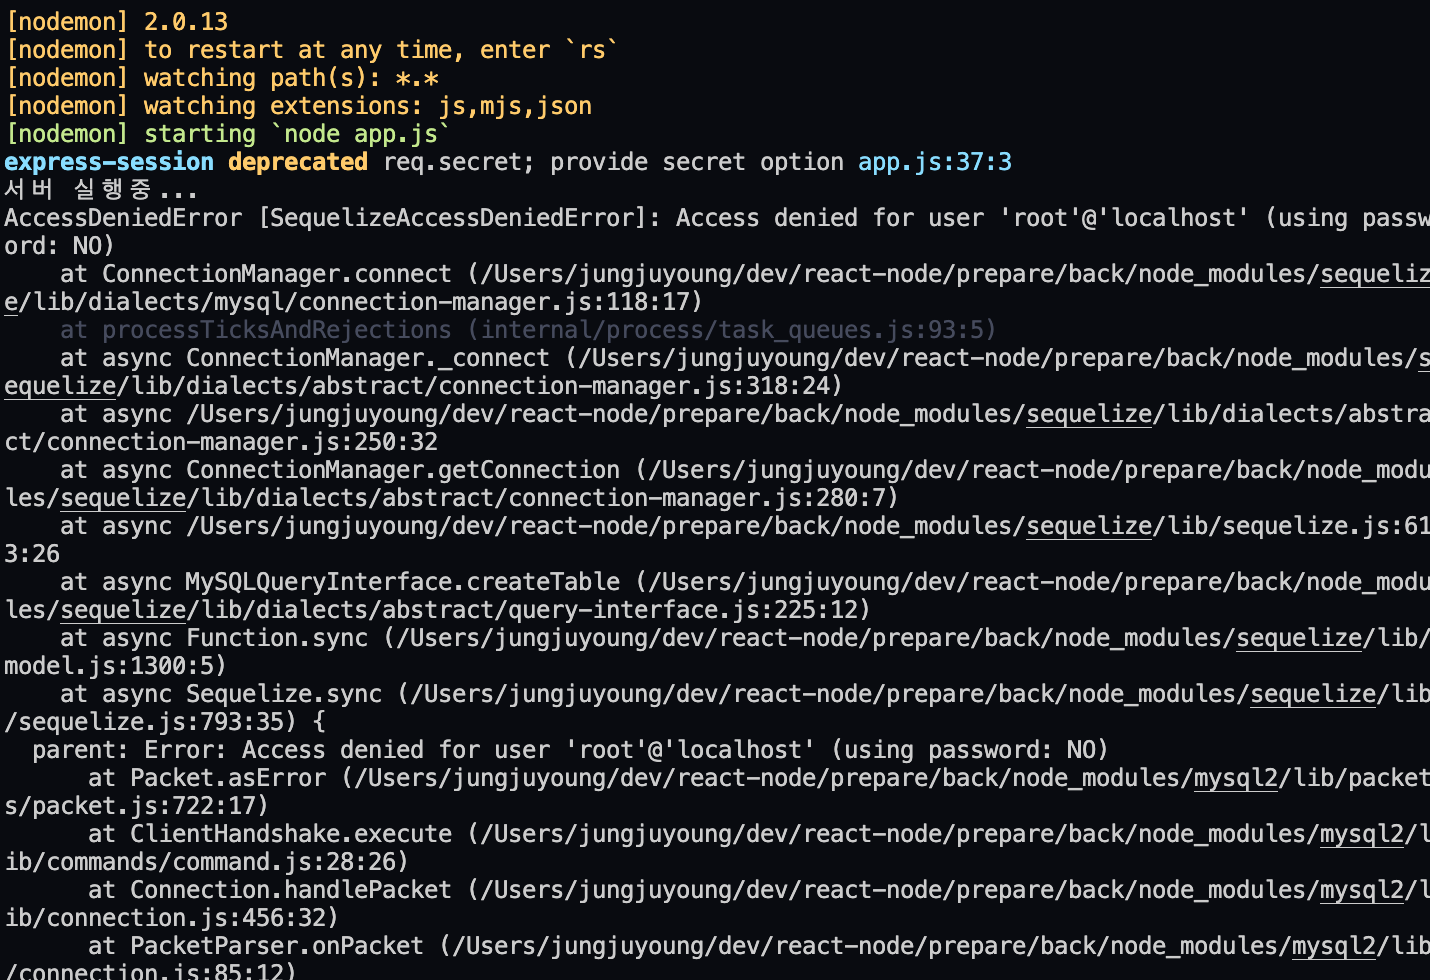 [nodemon] 2.0.13
[nodemon] to restart at any time, enter `rs`
[nodemon] watching path(s): *.*
[nodemon] watching extensions: js,mjs,json
[nodemon] starting `node app.js`
express-session deprecated req.secret; provide secret option app.js:37:3
서버 실행중...
AccessDeniedError [SequelizeAccessDeniedError]: Access denied for user 'root'@'localhost' (using passw
ord: NO)
    at ConnectionManager.connect (/Users/jungjuyoung/dev/react-node/prepare/back/node_modules/sequeliz
e/lib/dialects/mysql/connection-manager.js:118:17)
    at processTicksAndRejections (internal/process/task_queues.js:93:5)
    at async ConnectionManager._connect (/Users/jungjuyoung/dev/react-node/prepare/back/node_modules/s
equelize/lib/dialects/abstract/connection-manager.js:318:24)
    at async /Users/jungjuyoung/dev/react-node/prepare/back/node_modules/sequelize/lib/dialects/abstra
ct/connection-manager.js:250:32
    at async ConnectionManager.getConnection (/Users/jungjuyoung/dev/react-node/prepare/back/node_modu
les/sequelize/lib/dialects/abstract/connection-manager.js:280:7)
    at async /Users/jungjuyoung/dev/react-node/prepare/back/node_modules/sequelize/lib/sequelize.js:61
3:26
    at async MySQLQueryInterface.createTable (/Users/jungjuyoung/dev/react-node/prepare/back/node_modu
les/sequelize/lib/dialects/abstract/query-interface.js:225:12)
    at async Function.sync (/Users/jungjuyoung/dev/react-node/prepare/back/node_modules/sequelize/lib/
model.js:1300:5)
    at async Sequelize.sync (/Users/jungjuyoung/dev/react-node/prepare/back/node_modules/sequelize/lib
/sequelize.js:793:35) {
  parent: Error: Access denied for user 'root'@'localhost' (using password: NO)
      at Packet.asError (/Users/jungjuyoung/dev/react-node/prepare/back/node_modules/mysql2/lib/packet
s/packet.js:722:17)
      at ClientHandshake.execute (/Users/jungjuyoung/dev/react-node/prepare/back/node_modules/mysql2/l
ib/commands/command.js:28:26)
      at Connection.handlePacket (/Users/jungjuyoung/dev/react-node/prepare/back/node_modules/mysql2/l
ib/connection.js:456:32)
      at PacketParser.onPacket (/Users/jungjuyoung/dev/react-node/prepare/back/node_modules/mysql2/lib
/connection.js:85:12)